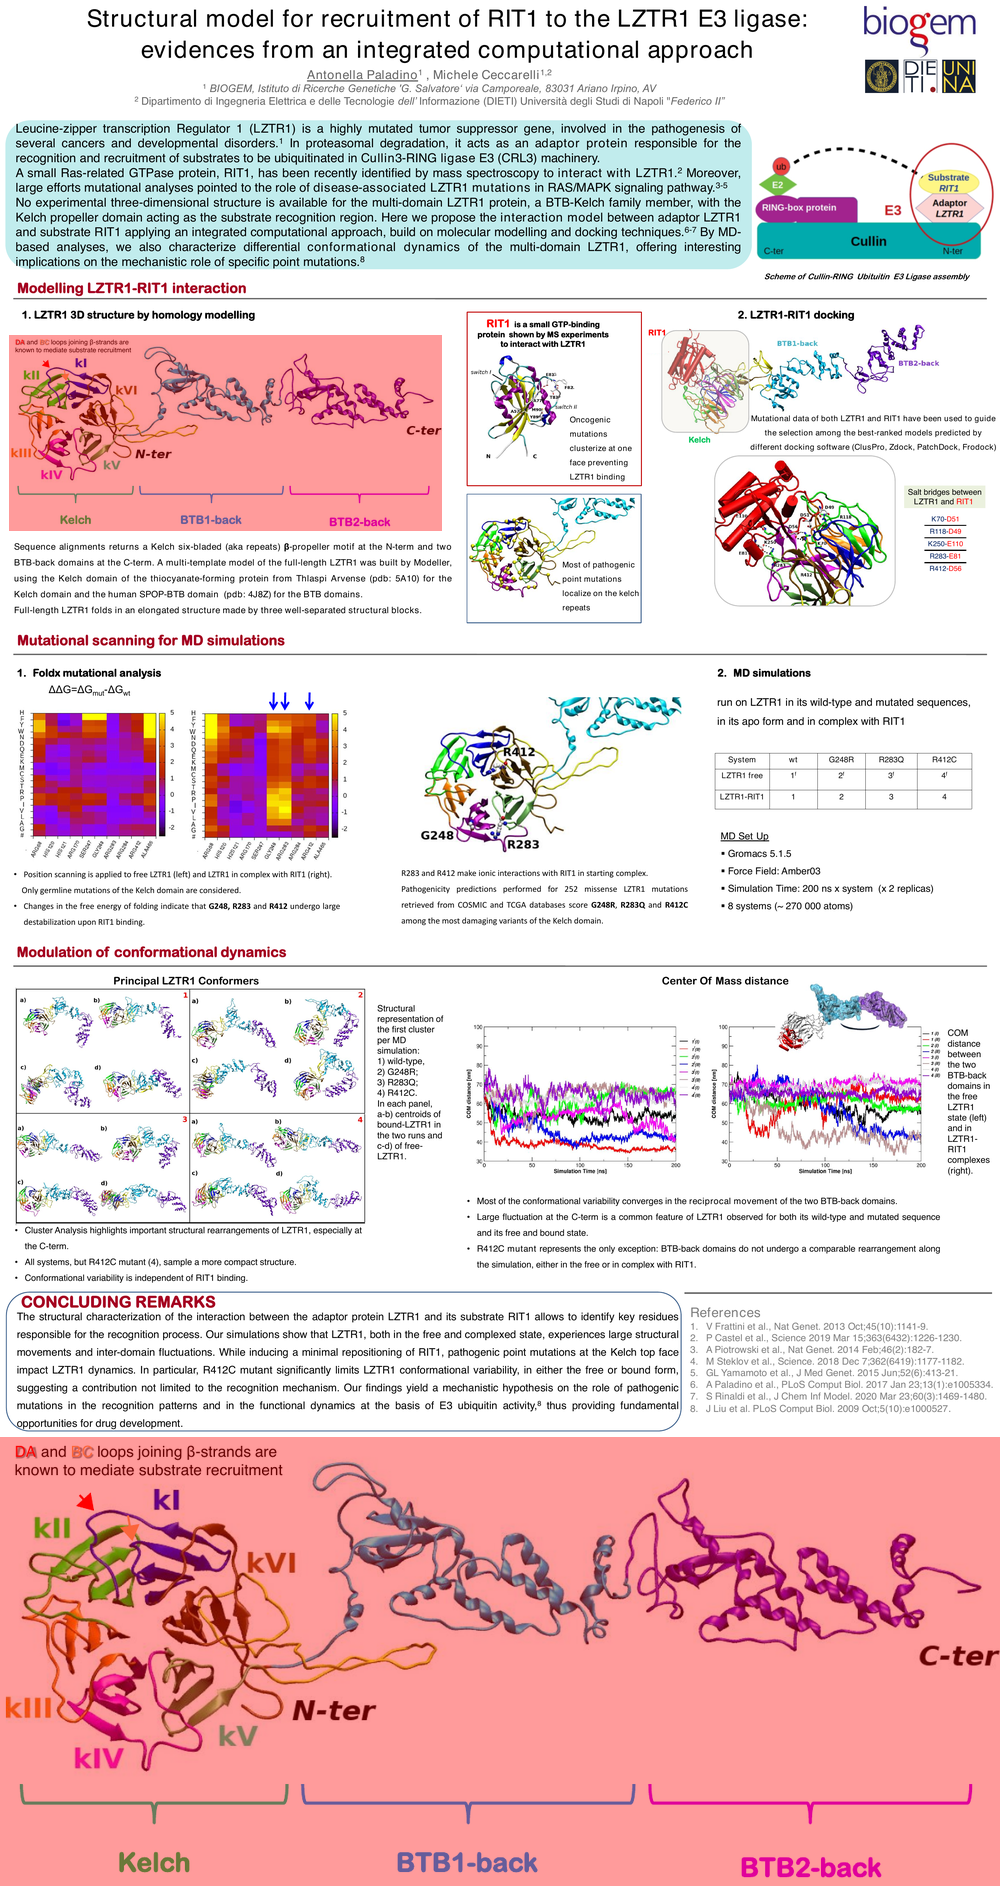 Structural model for recruitment of RIT1 to the LZTR1 E3 ligase:
evidences from an integrated computational approach
Antonella Paladino1 , Michele Ceccarelli1,2
1 BIOGEM, Istituto di Ricerche Genetiche 'G. Salvatore' via Camporeale, 83031 Ariano Irpino, AV
2 Dipartimento di Ingegneria Elettrica e delle Tecnologie dell' Informazione (DIETI) Università degli Studi di Napoli "Federico II"
biogem
DIE
TI.
UNI
NA
Leucine-zipper transcription Regulator 1 (LZTR1) is a highly mutated tumor suppressor gene, involved in the pathogenesis of
several cancers and developmental disorders.1 In proteasomal degradation, it acts as an adaptor protein responsible for the
recognition and recruitment of substrates to be ubiquitinated in Cullin3-RING ligase E3 (CRL3) machinery.
A small Ras-related GTPase protein, RIT1, has been recently identified by mass spectroscopy to interact with LZTR1.2 Moreover,
large efforts mutational analyses pointed to the role of disease-associated LZTR1 mutations in RAS/MAPK signaling pathway.3-5
No experimental three-dimensional structure is available for the multi-domain LZTR1 protein, a BTB-Kelch family member, with
the Kelch propeller domain acting as the substrate recognition region. Here we propose the interaction model between adaptor LZTR1
and substrate RIT1 applying an integrated computational approach, build on molecular modelling and docking techniques.6-7 By MD-
based analyses, we also characterize differential conformational dynamics of the multi-domain LZTR1, offering interesting
implications on the mechanistic role of specific point mutations.8
ub
E2
RING-box protein
E3
Substrate
RIT1
Adaptor
LZTR1
Cullin
C-ter
N-ter
Scheme of Cullin-RING Ubituitin E3 Ligase assembly
Modelling LZTR1-RIT1 interaction
1. LZTR1 3D structure by homology modelling
DA and BC loops joining β-strands are
known to mediate substrate recruitment
kI
kII
kVI
kIII
kIV
kV
N-ter
C-ter
Kelch
BTB1-back
BTB2-back
Sequence alignments returns a Kelch six-bladed (aka repeats) β-propeller motif at the N-term and two
BTB-back domains at the C-term. A multi-template model of the full-length LZTR1 was built by Modeller,
using the Kelch domain of the thiocyanate-forming protein from Thlaspi Arvense (pdb: 5A10) for the
Kelch domain and the human SPOP-BTB domain (pdb: 4J8Z) for the BTB domains.
Full-length LZTR1 folds in an elongated structure made by three well-separated structural blocks.
RIT1 is a small GTP-binding
protein shown by MS experiments
to interact with LZTR1
switch I
switch II
N
C
Oncogenic
mutations
clusterize at one
face preventing
LZTR1 binding
Most of pathogenic
point mutations
localize on the kelch
repeats
2. LZTR1-RIT1 docking
RIT1
BTB1-back
BTB2-back
Kelch
Mutational data of both LZTR1 and RIT1 have been used to guide
the selection among the best-ranked models predicted by
different docking software (ClusPro, Zdock, PatchDock, Frodock)
Salt bridges between
LZTR1 and RIT1
K70-D51
R118-D49
K250-E110
R283-E81
R412-D56
Mutational scanning for MD simulations
1. Foldx mutational analysis
ΔΔG=ΔGmut-ΔGwt
• Position scanning is applied to free LZTR1 (left) and LZTR1 in complex with RIT1 (right).
Only germline mutations of the Kelch domain are considered.
• Changes in the free energy of folding indicate that G248, R283 and R412 undergo large
destabilization upon RIT1 binding.
R412
G248
R283
R283 and R412 make ionic interactions with RIT1 in starting complex.
Pathogenicity predictions performed for 252 missense LZTR1 mutations
retrieved from COSMIC and TCGA databases score G248R, R283Q and R412C
among the most damaging variants of the Kelch domain.
2. MD simulations
run on LZTR1 in its wild-type and mutated sequences,
in its apo form and in complex with RIT1
System wt G248R R283Q R412C
LZTR1 free 1f 2f 3f 4f
LZTR1-RIT1 1 2 3 4
MD Set Up
▪ Gromacs 5.1.5
▪ Force Field: Amber03
▪ Simulation Time: 200 ns x system (x 2 replicas)
▪ 8 systems (~ 270 000 atoms)
Modulation of conformational dynamics
Principal LZTR1 Conformers
1
2
3
4
a)
b)
c)
d)
Structural
representation of
the first cluster
per MD
simulation:
1) wild-type,
2) G248R;
3) R283Q;
4) R412C.
In each panel,
a-b) centroids of
bound-LZTR1 in
the two runs and
c-d) of free-
LZTR1.
• Cluster Analysis highlights important structural rearrangements of LZTR1, especially at
the C-term.
• All systems, but R412C mutant (4), sample a more compact structure.
• Conformational variability is independent of RIT1 binding.
Center Of Mass distance
COM distance [nm]
Simulation Time [ns]
COM distance [nm]
Simulation Time [ns]
COM
distance
between
the two
BTB-back
domains in
the free
LZTR1
state (left)
and in
LZTR1-
RIT1
complexes
(right).
• Most of the conformational variability converges in the reciprocal movement of the two BTB-back domains.
• Large fluctuation at the C-term is a common feature of LZTR1 observed for both its wild-type and mutated sequence
and its free and bound state.
• R412C mutant represents the only exception: BTB-back domains do not undergo a comparable rearrangement along
the simulation, either in the free or in complex with RIT1.
CONCLUDING REMARKS
The structural characterization of the interaction between the adaptor protein LZTR1 and its substrate RIT1 allows to identify key residues
responsible for the recognition process. Our simulations show that LZTR1, both in the free and complexed state, experiences large structural
movements and inter-domain fluctuations. While inducing a minimal repositioning of RIT1, pathogenic point mutations at the Kelch top face
impact LZTR1 dynamics. In particular, R412C mutant significantly limits LZTR1 conformational variability, in either the free or bound form,
suggesting a contribution not limited to the recognition mechanism. Our findings yield a mechanistic hypothesis on the role of pathogenic
mutations in the recognition patterns and in the functional dynamics at the basis of E3 ubiquitin activity,8 thus providing fundamental
opportunities for drug development.
References
1. V Frattini et al., Nat Genet. 2013 Oct;45(10):1141-9.
2. P Castel et al., Science 2019 Mar 15;363(6432):1226-1230.
3. A Piotrowski et al., Nat Genet. 2014 Feb;46(2):182-7.
4. M Steklov et al., Science. 2018 Dec 7;362(6419):1177-1182.
5. GL Yamamoto et al., J Med Genet. 2015 Jun;52(6):413-21.
6. A Paladino et al., PLoS Comput Biol. 2017 Jan 23;13(1):e1005334.
7. S Rinaldi et al., J Chem Inf Model. 2020 Mar 23;60(3):1469-1480.
8. J Liu et al. PLoS Comput Biol. 2009 Oct;5(10):e1000527.
DA and BC loops joining β-strands are
known to mediate substrate recruitment
kI
kII
kVI
kIII
kIV
kV
N-ter
C-ter
Kelch
BTB1-back
BTB2-back